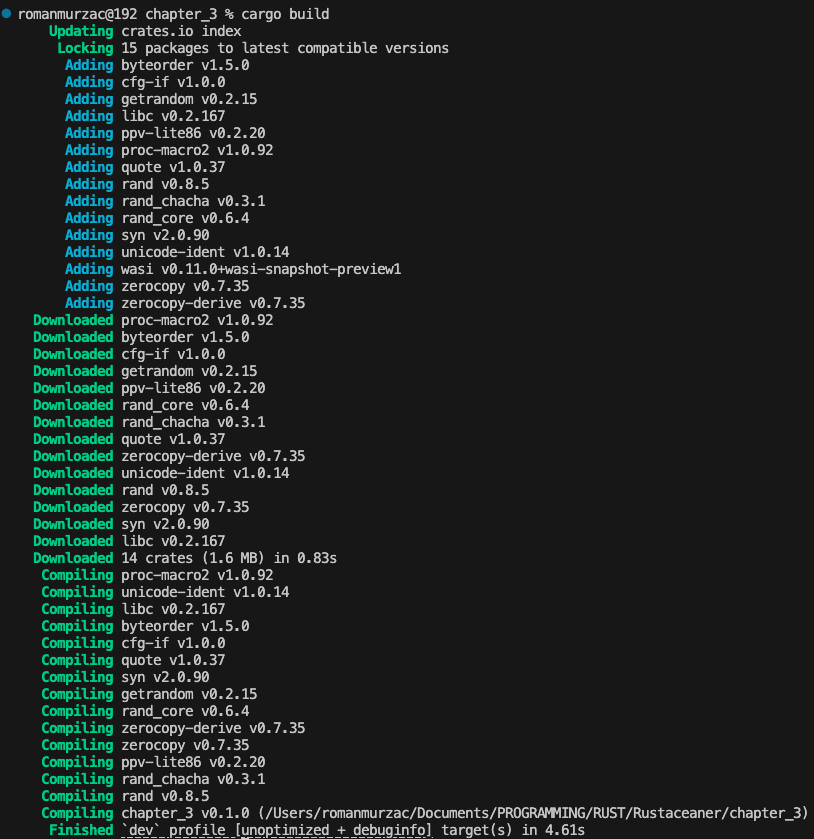 romanmurzac@192 chapter_3 % cargo build
Updating crates.io index
Locking 15 packages to latest compatible versions
Adding byteorder v1.5.0
Adding cfg-if v1.0.0
Adding getrandom v0.2.15
Adding libc v0.2.167
Adding ppv-lite86 v0.2.20
Adding proc-macro2 v1.0.92
Adding quote v1.0.37
Adding rand v0.8.5
Adding rand_chacha v0.3.1
Adding rand_core v0.6.4
Adding syn v2.0.90
Adding unicode-ident v1.0.14
Adding wasi v0.11.0+wasi-snapshot-preview1
Adding zerocopy v0.7.35
Adding zerocopy-derive v0.7.35
Downloaded proc-macro2 v1.0.92
Downloaded byteorder v1.5.0
Downloaded cfg-if v1.0.0
Downloaded getrandom v0.2.15
Downloaded ppv-lite86 v0.2.20
Downloaded rand_core v0.6.4
Downloaded rand_chacha v0.3.1
Downloaded quote v1.0.37
Downloaded zerocopy-derive v0.7.35
Downloaded unicode-ident v1.0.14
Downloaded rand v0.8.5
Downloaded zerocopy v0.7.35
Downloaded syn v2.0.90
Downloaded libc v0.2.167
Downloaded 14 crates (1.6 MB) in 0.83s
Compiling proc-macro2 v1.0.92
Compiling unicode-ident v1.0.14
Compiling libc v0.2.167
Compiling byteorder v1.5.0
Compiling cfg-if v1.0.0
Compiling quote v1.0.37
Compiling syn v2.0.90
Compiling getrandom v0.2.15
Compiling rand_core v0.6.4
Compiling zerocopy-derive v0.7.35
Compiling zerocopy v0.7.35
Compiling ppv-lite86 v0.2.20
Compiling rand_chacha v0.3.1
Compiling rand v0.8.5
Compiling chapter_3 v0.1.0 (/Users/romanmurzac/Documents/PROGRAMMING/RUST/Rustaceaner/chapter_3)
Finished `dev` profile [unoptimized + debuginfo] target(s) in 4.61s